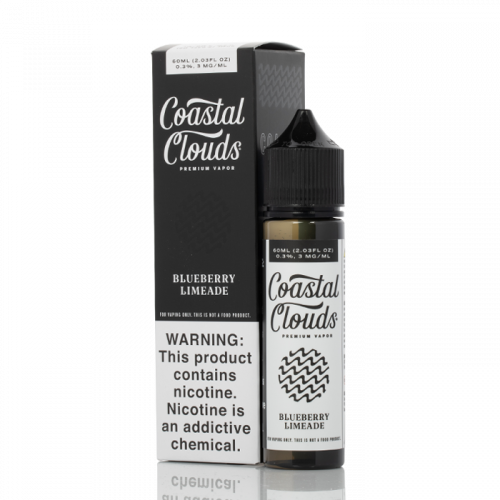 60ML (2.03FL OZ)
0.3%, 3 MG/ML
Coastal
Clouds
PREMIUM VAPOR
BLUEBERRY
LIMEADE
FOR VAPING ONLY. THIS IS NOT A FOOD PRODUCT.
WARNING:
This product
contains
nicotine.
Nicotine is
an addictive
chemical.
60ML (2.03FL OZ)
0.3%, 3 MG/ML
Coastal
Clouds
PREMIUM VAPOR
BLUEBERRY
LIMEADE
FOR VAPING ONLY. THIS IS NOT A FOOD PRODUCT.